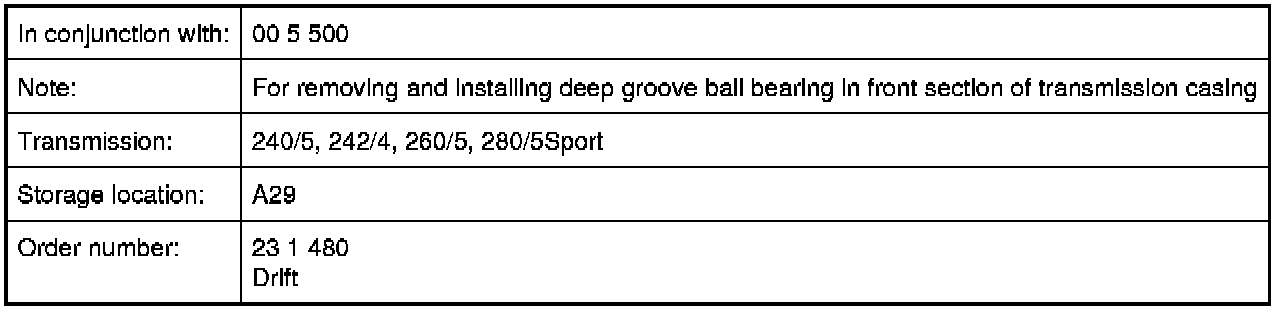 In conjunction with: 00 5 500
Note: For removing and installing deep groove ball bearing in front section of transmission casing
Transmission: 240/5, 242/4, 260/5, 280/5Sport
Storage location: A29
Order number: 23 1 480
Drift